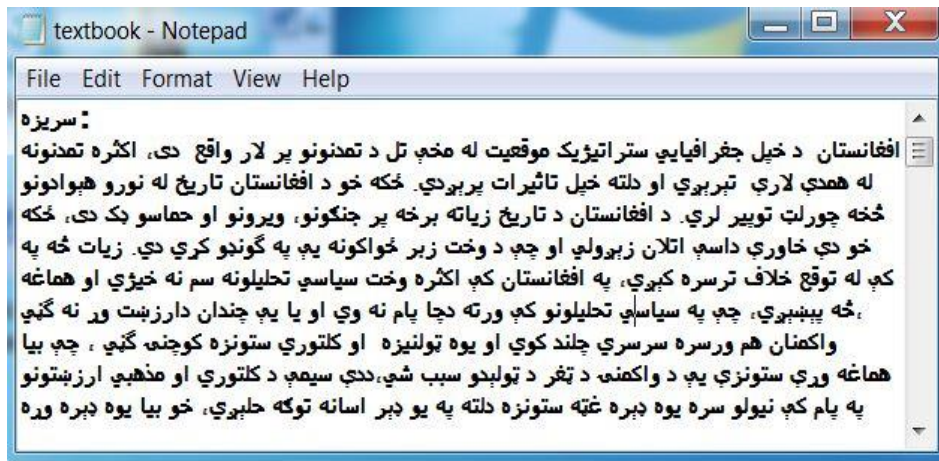 textbook - Notepad
File Edit Format View Help
سریزه:
افغانستان د خپل جغرافیایي ستراتیژیک موقعیت له مخې تل د تمدنونو پر لار واقع دی، اکثره تمدنونه
له همدې لارې تېرېږي او دلته خپل تاثیرات پرېږدي. ځکه خو د افغانستان تاریخ له نورو هېوادونو
څخه چورلټ توپیر لري. د افغانستان د تاریخ زیاته برخه پر جنګونو، ویرونو او حماسو ډک دی، ځکه
خو دې خاورې داسې اتلان زېږولي او چې د وخت زبر ځواکونه یې په ګونډو کړي دي. زیات څه په
کې له توقع خلاف ترسره کېږي، په افغانستان کې اکثره وخت سیاسي تحلیلونه سم نه خیژي او هماغه
څه پېښېږي، چې په سیاسي تحلیلونو کې ورته دچا پام نه وي او یا یې چندان دارزښت وړ نه ګڼي،
واکمنان هم ورسره سرسري چلند کوي او یوه ټولنیزه او کلتوري ستونزه کوچنۍ ګڼي ، چې بیا
هماغه وړې ستونزې یې د واکمنۍ د ټغر د ټولېدو سبب شي،ددې سیمې د کلتوري او مذهبي ارزښتونو
په پام کې نیولو سره یوه ډېره غټه ستونزه دلته په یو ډېر اسانه توګه حلېږي، خو بیا یوه ډېره وړه